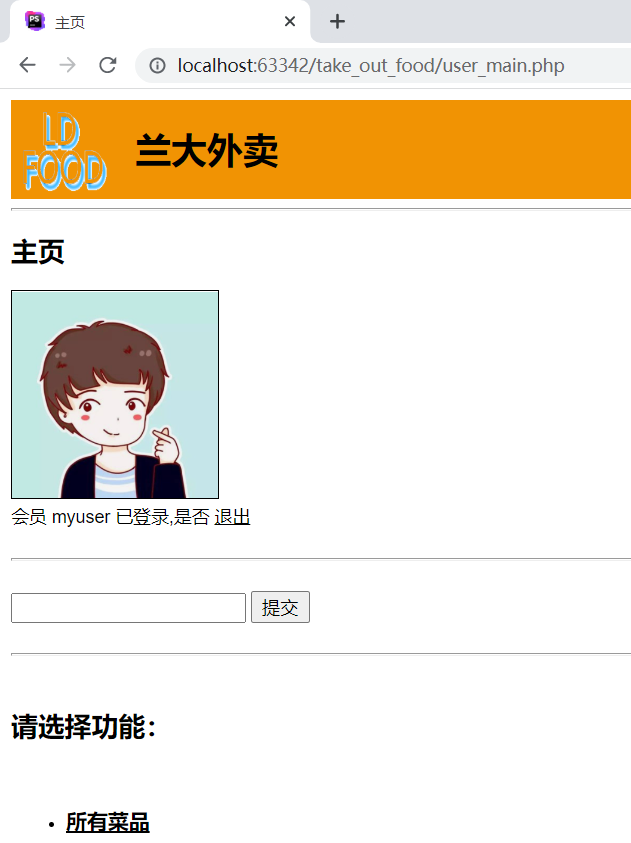 PS
主页
localhost:63342/take_out_food/user_main.php
LD
FOOD
兰大外卖
主页
会员 myuser 已登录,是否 退出
提交
请选择功能：
所有菜品